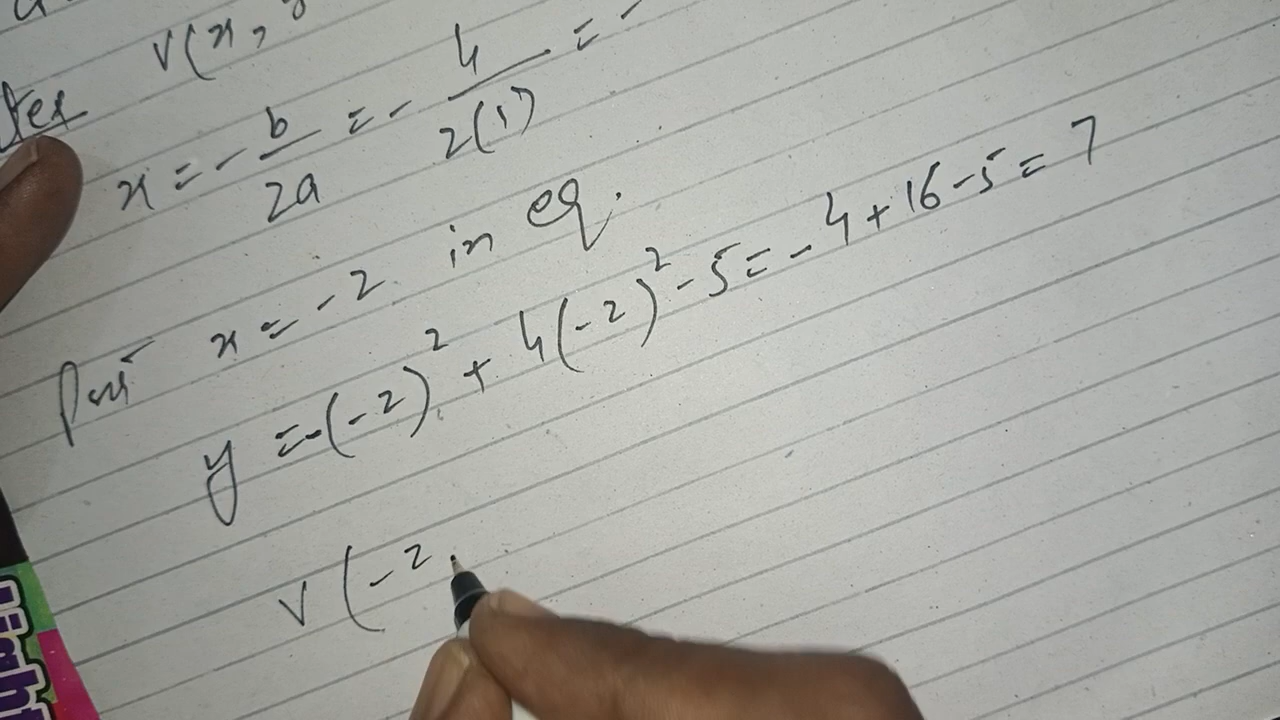 V(x,
x = - b/2a = - 4/2(1) = -
Put x = -2 in eq.
y = -(-2)² + 4(-2)² - 5 = -4 + 16 - 5 = 7
V (-2